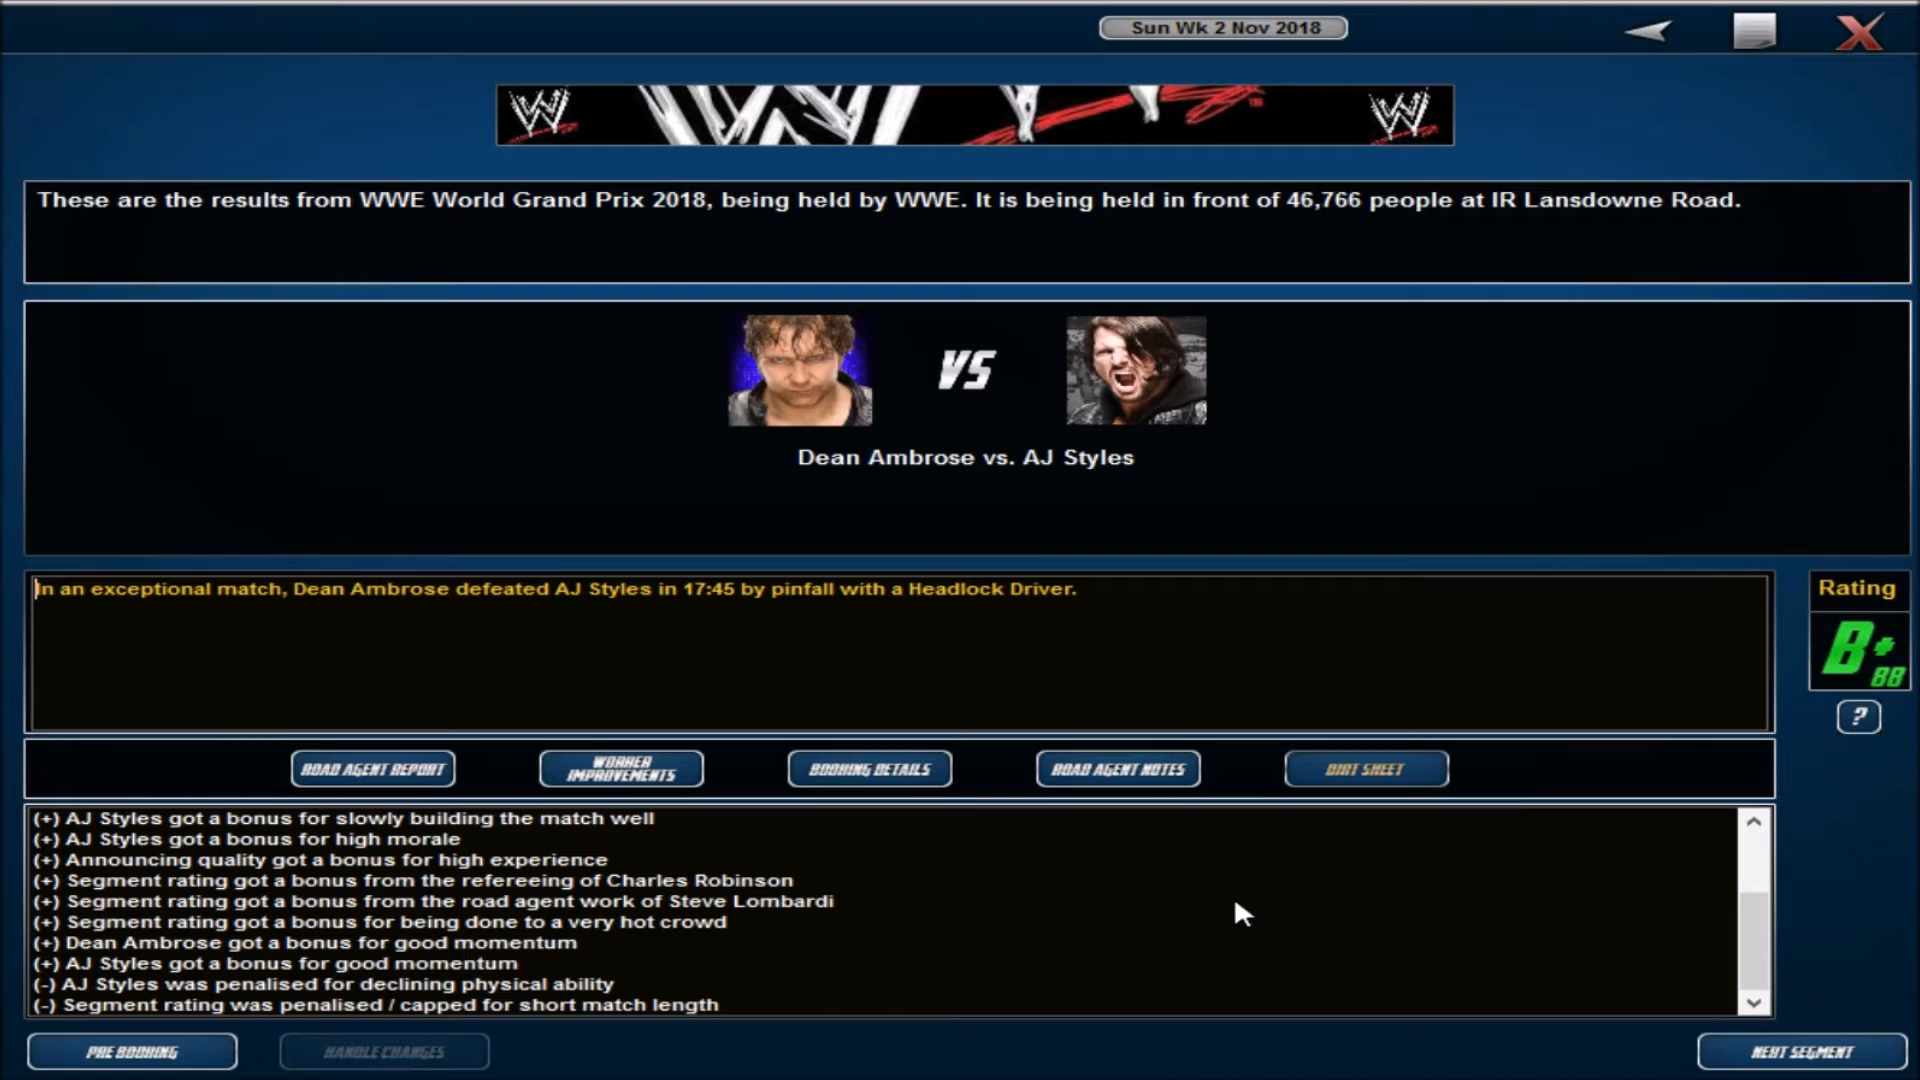 Sun Wk 2 Nov 2018
These are the results from WWE World Grand Prix 2018, being held by WWE. It is being held in front of 46,766 people at IR Lansdowne Road.
VS
Dean Ambrose vs. AJ Styles
In an exceptional match, Dean Ambrose defeated AJ Styles in 17:45 by pinfall with a Headlock Driver.
Rating
B+
88
?
ROAD AGENT REPORT
WORKER IMPROVEMENTS
BOOKING DETAILS
ROAD AGENT NOTES
DIRT SHEET
(+) AJ Styles got a bonus for slowly building the match well
(+) AJ Styles got a bonus for high morale
(+) Announcing quality got a bonus for high experience
(+) Segment rating got a bonus from the refereeing of Charles Robinson
(+) Segment rating got a bonus from the road agent work of Steve Lombardi
(+) Segment rating got a bonus for being done to a very hot crowd
(+) Dean Ambrose got a bonus for good momentum
(+) AJ Styles got a bonus for good momentum
(-) AJ Styles was penalised for declining physical ability
(-) Segment rating was penalised / capped for short match length
PRE BOOKING
HANDLE CHANGES
NEXT SEGMENT